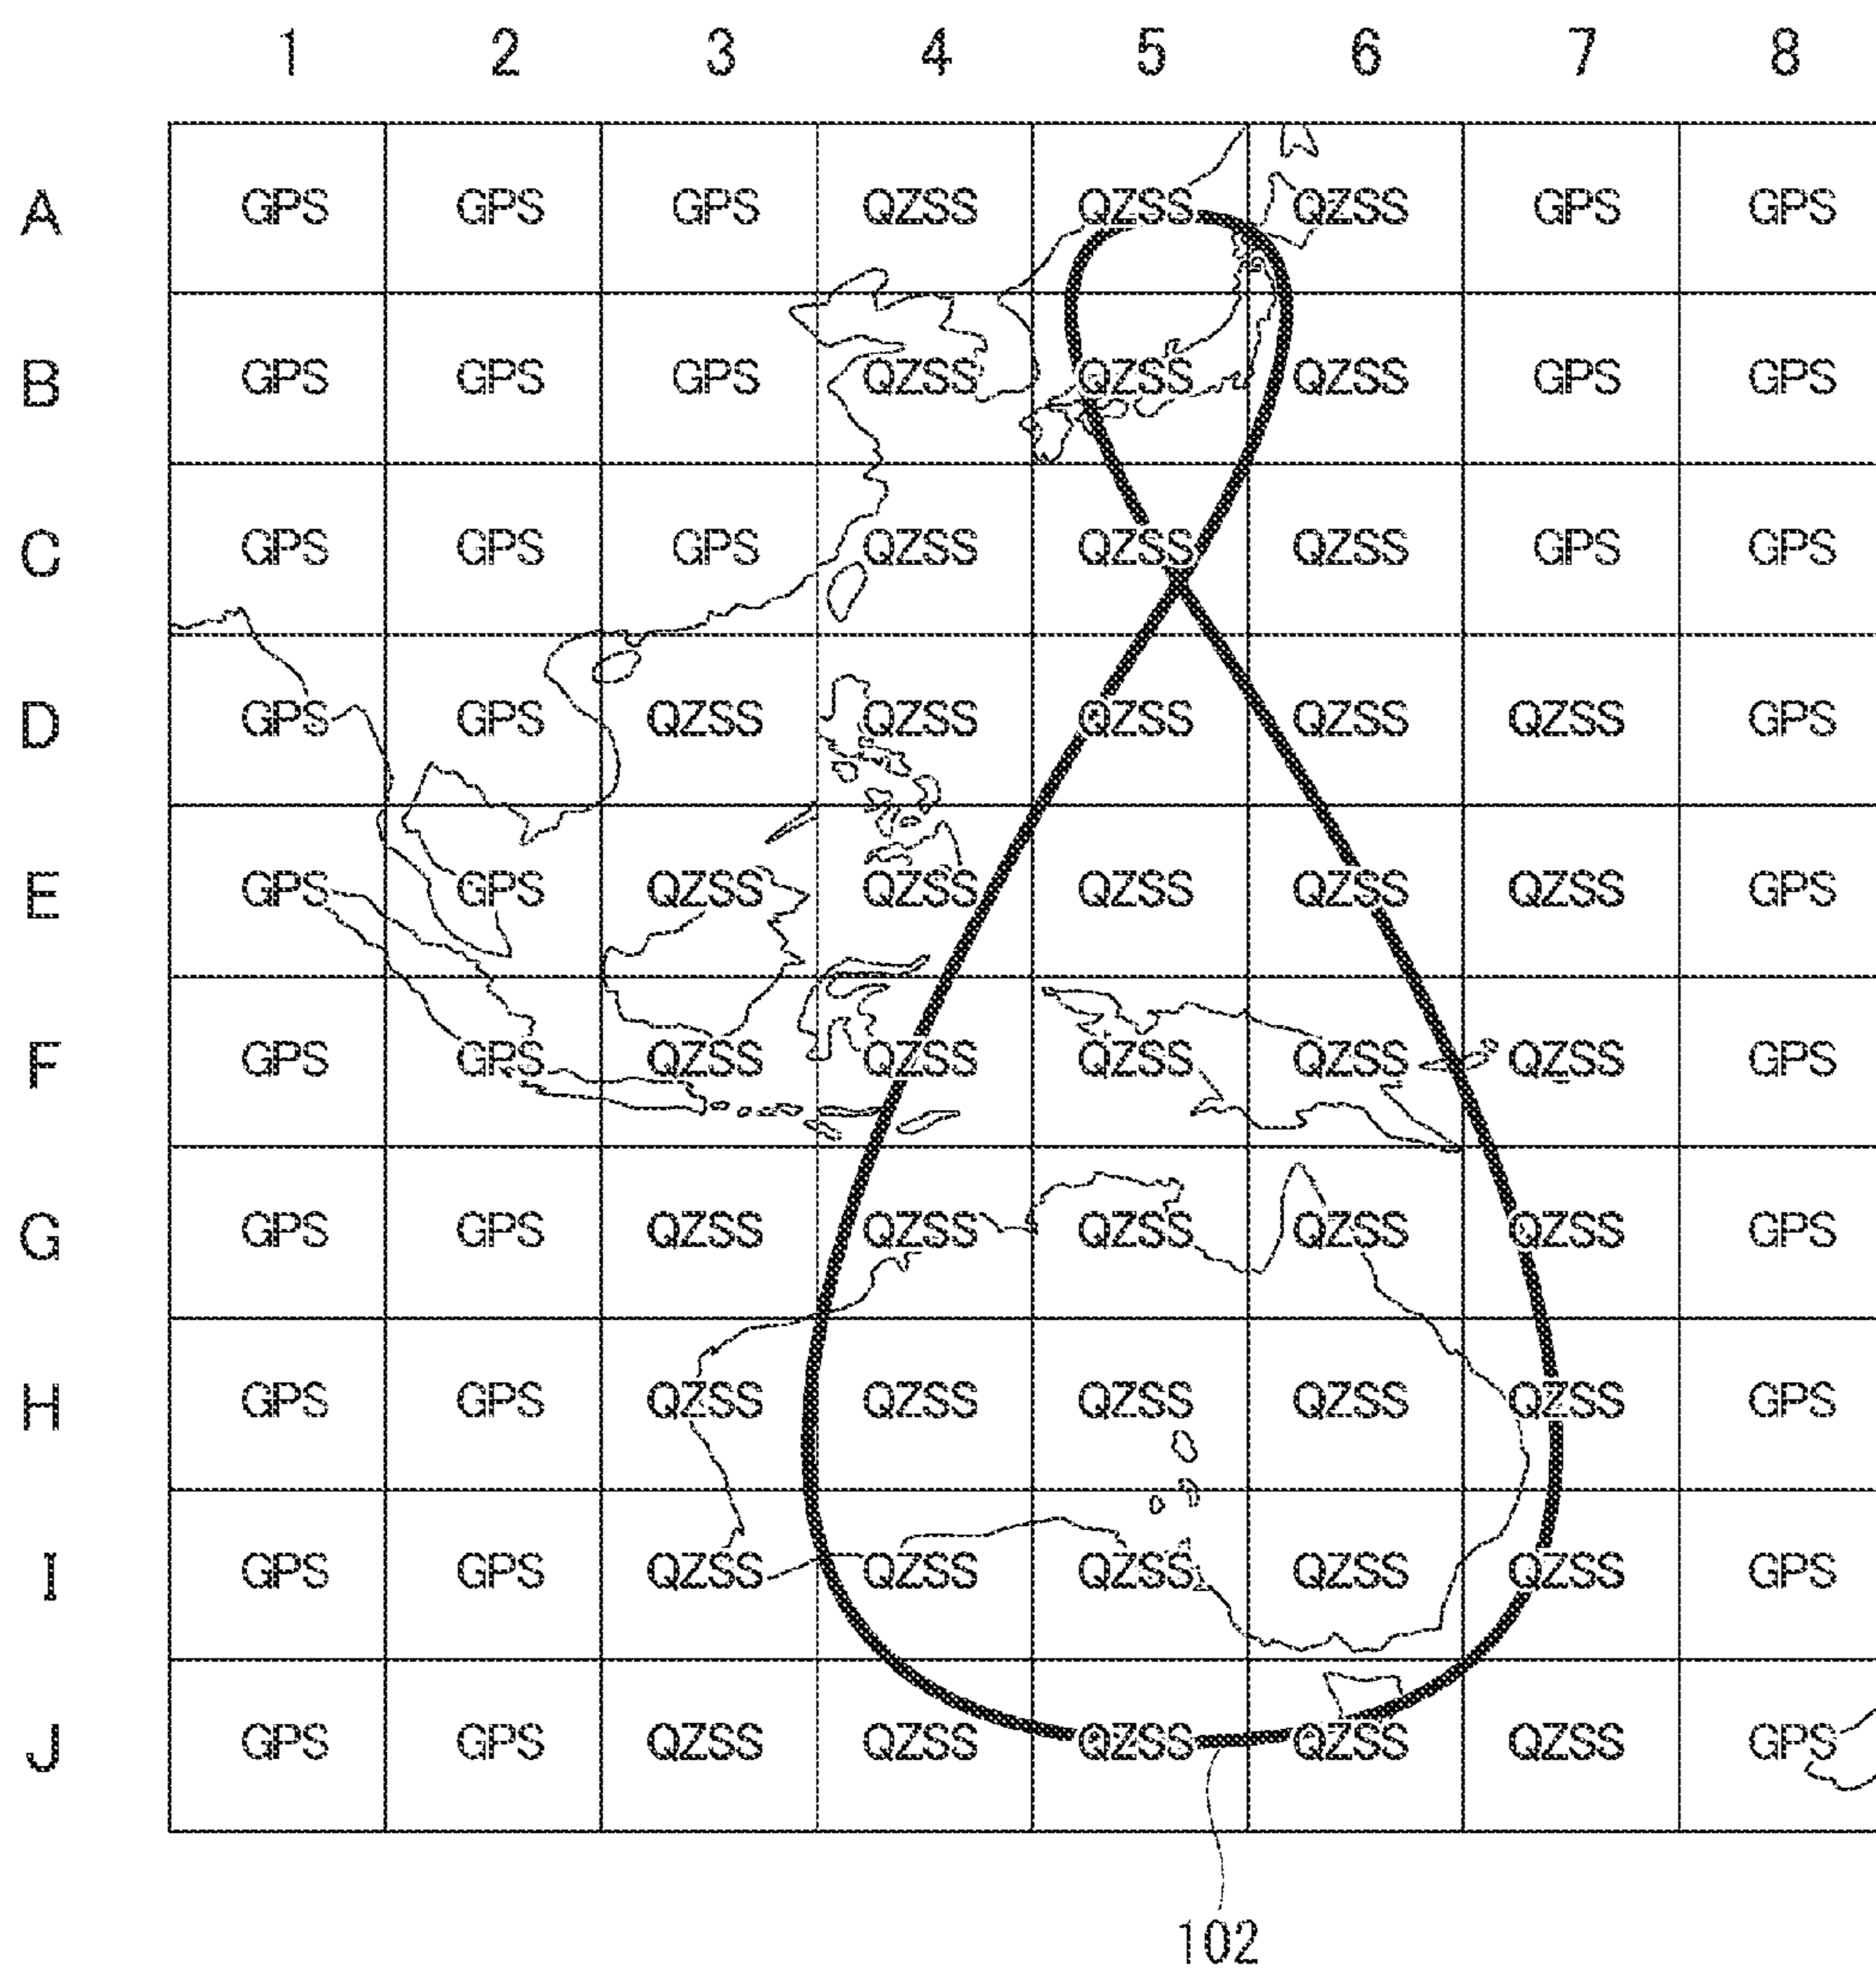 1 2 3 4 5 6 7 8
A GPS GPS GPS QZSS QZSS QZSS GPS GPS
B GPS GPS GPS QZSS QZSS QZSS GPS GPS
C GPS GPS GPS QZSS QZSS QZSS GPS GPS
D GPS GPS QZSS QZSS QZSS QZSS QZSS GPS
E GPS GPS QZSS QZSS QZSS QZSS QZSS GPS
F GPS GPS QZSS QZSS QZSS QZSS QZSS GPS
G GPS GPS QZSS QZSS QZSS QZSS QZSS GPS
H GPS GPS QZSS QZSS QZSS QZSS QZSS GPS
I GPS GPS QZSS QZSS QZSS QZSS QZSS GPS
J GPS GPS QZSS QZSS QZSS QZSS QZSS GPS
102